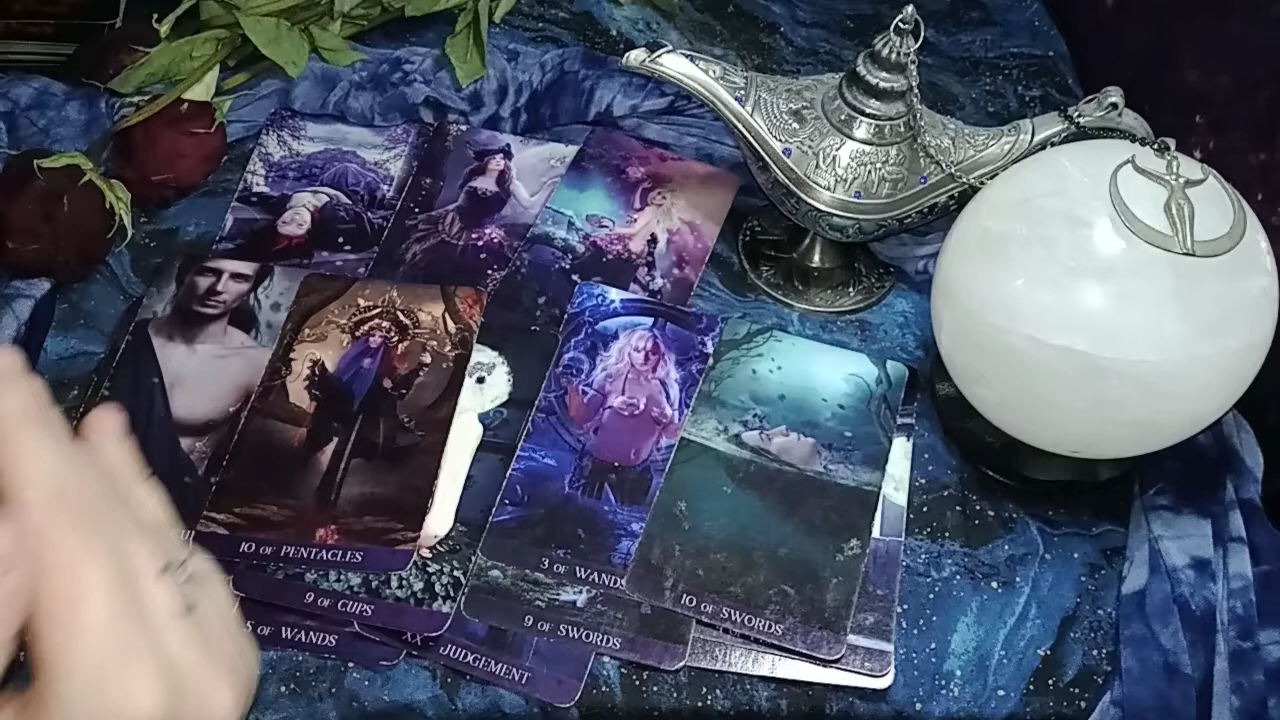 10 OF PENTACLES
9 OF CUPS
5 OF WANDS
XX - JUDGEMENT
3 OF WANDS
9 OF SWORDS
10 OF SWORDS